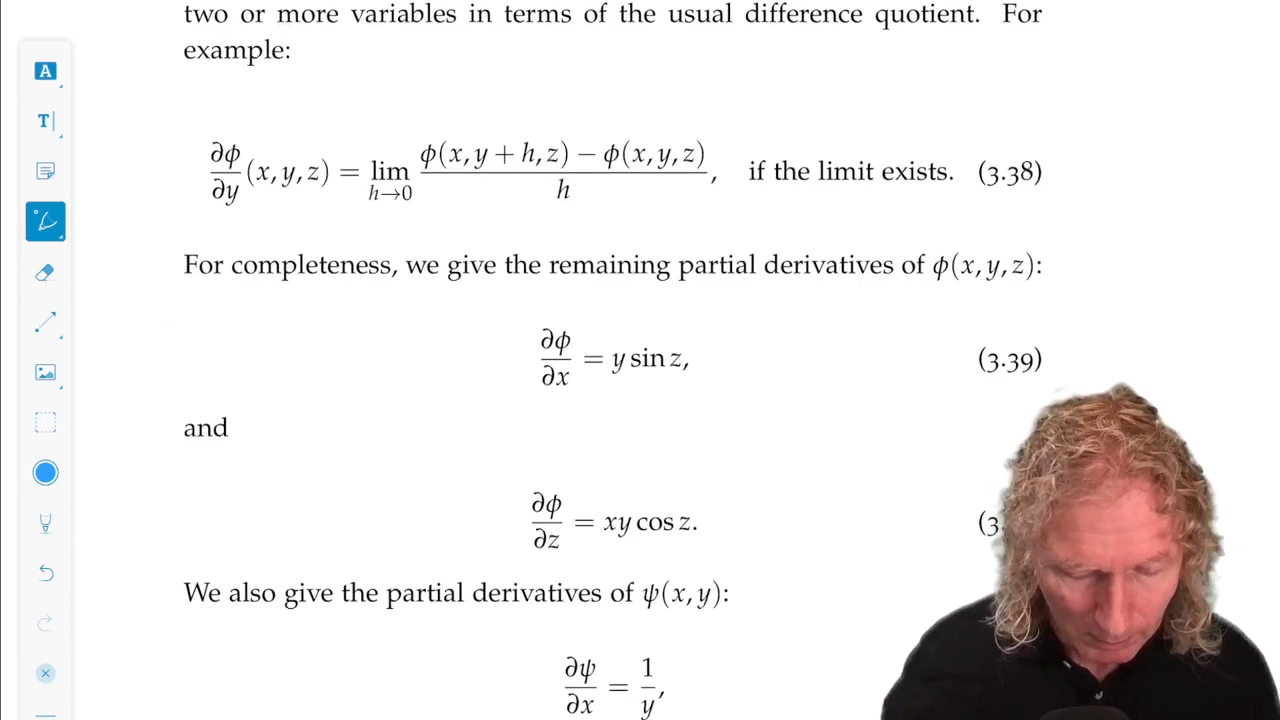 two or more variables in terms of the usual difference quotient. For
example:
∂ϕ/∂y (x, y, z) = lim h→0 ϕ(x, y + h, z) − ϕ(x, y, z) / h, if the limit exists. (3.38)
For completeness, we give the remaining partial derivatives of ϕ(x, y, z):
∂ϕ/∂x = y sin z, (3.39)
and
∂ϕ/∂z = xy cos z. (3.
We also give the partial derivatives of ψ(x, y):
∂ψ/∂x = 1/y,
A
T